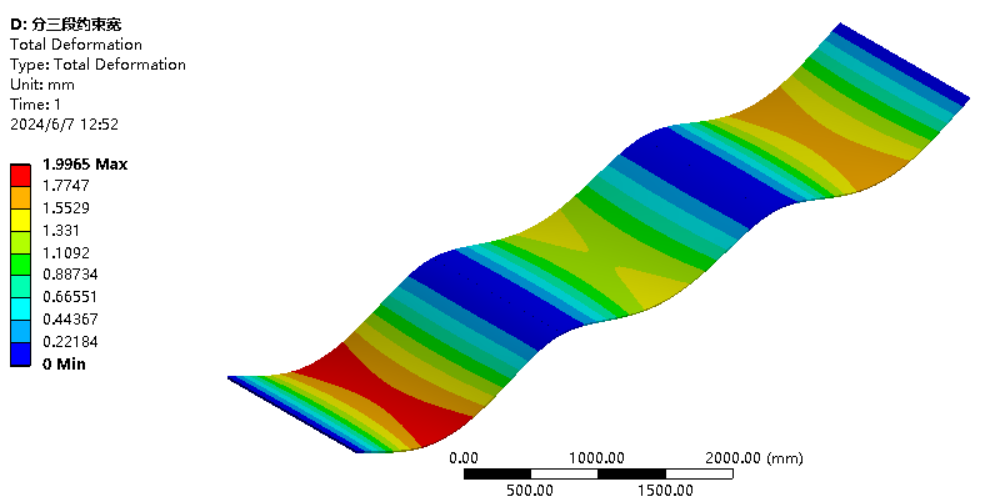 D: 分三段约束宽
Total Deformation
Type: Total Deformation
Unit: mm
Time: 1
2024/6/7 12:52
1.9965 Max
1.7747
1.5529
1.331
1.1092
0.88734
0.66551
0.44367
0.22184
0 Min
0.00 1000.00 2000.00 (mm)
500.00 1500.00